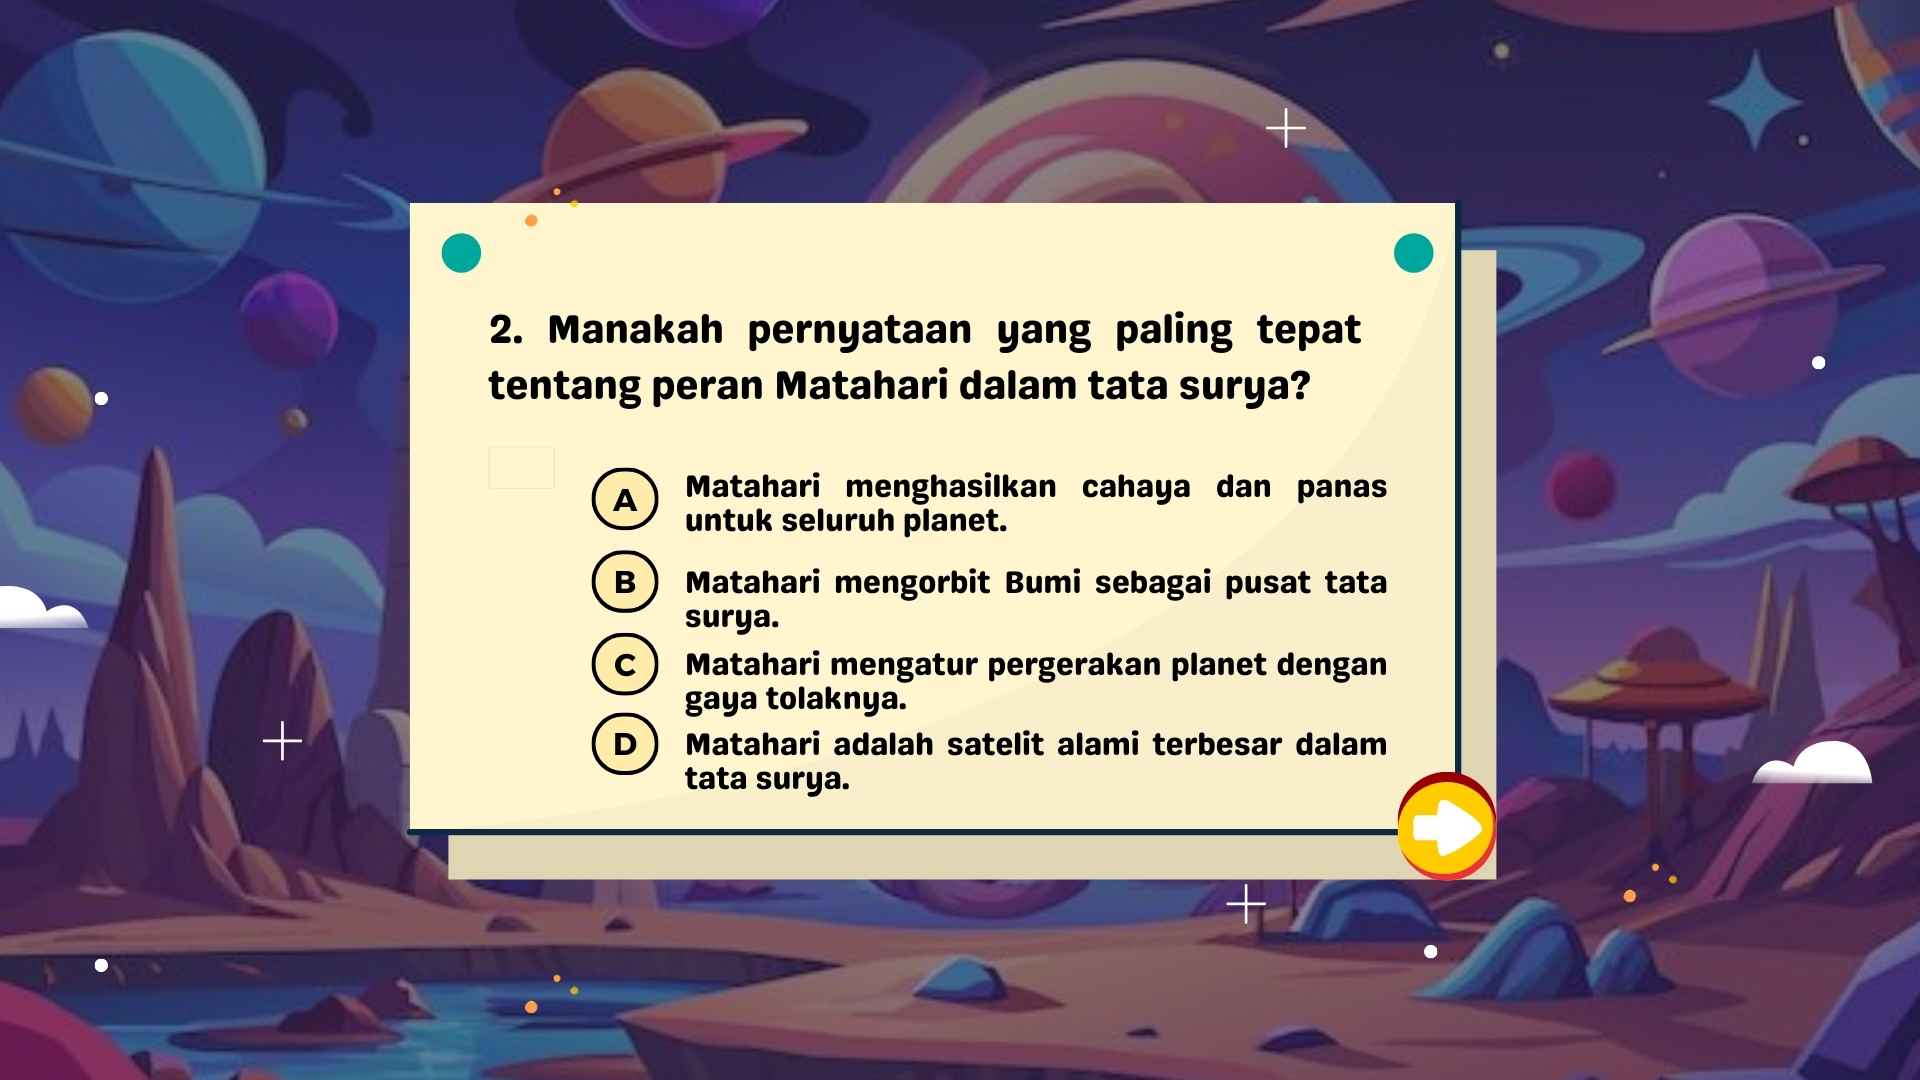 2. Manakah pernyataan yang paling tepat
tentang peran Matahari dalam tata surya?
A Matahari menghasilkan cahaya dan panas
untuk seluruh planet.
B Matahari mengorbit Bumi sebagai pusat tata
surya.
C Matahari mengatur pergerakan planet dengan
gaya tolaknya.
D Matahari adalah satelit alami terbesar dalam
tata surya.